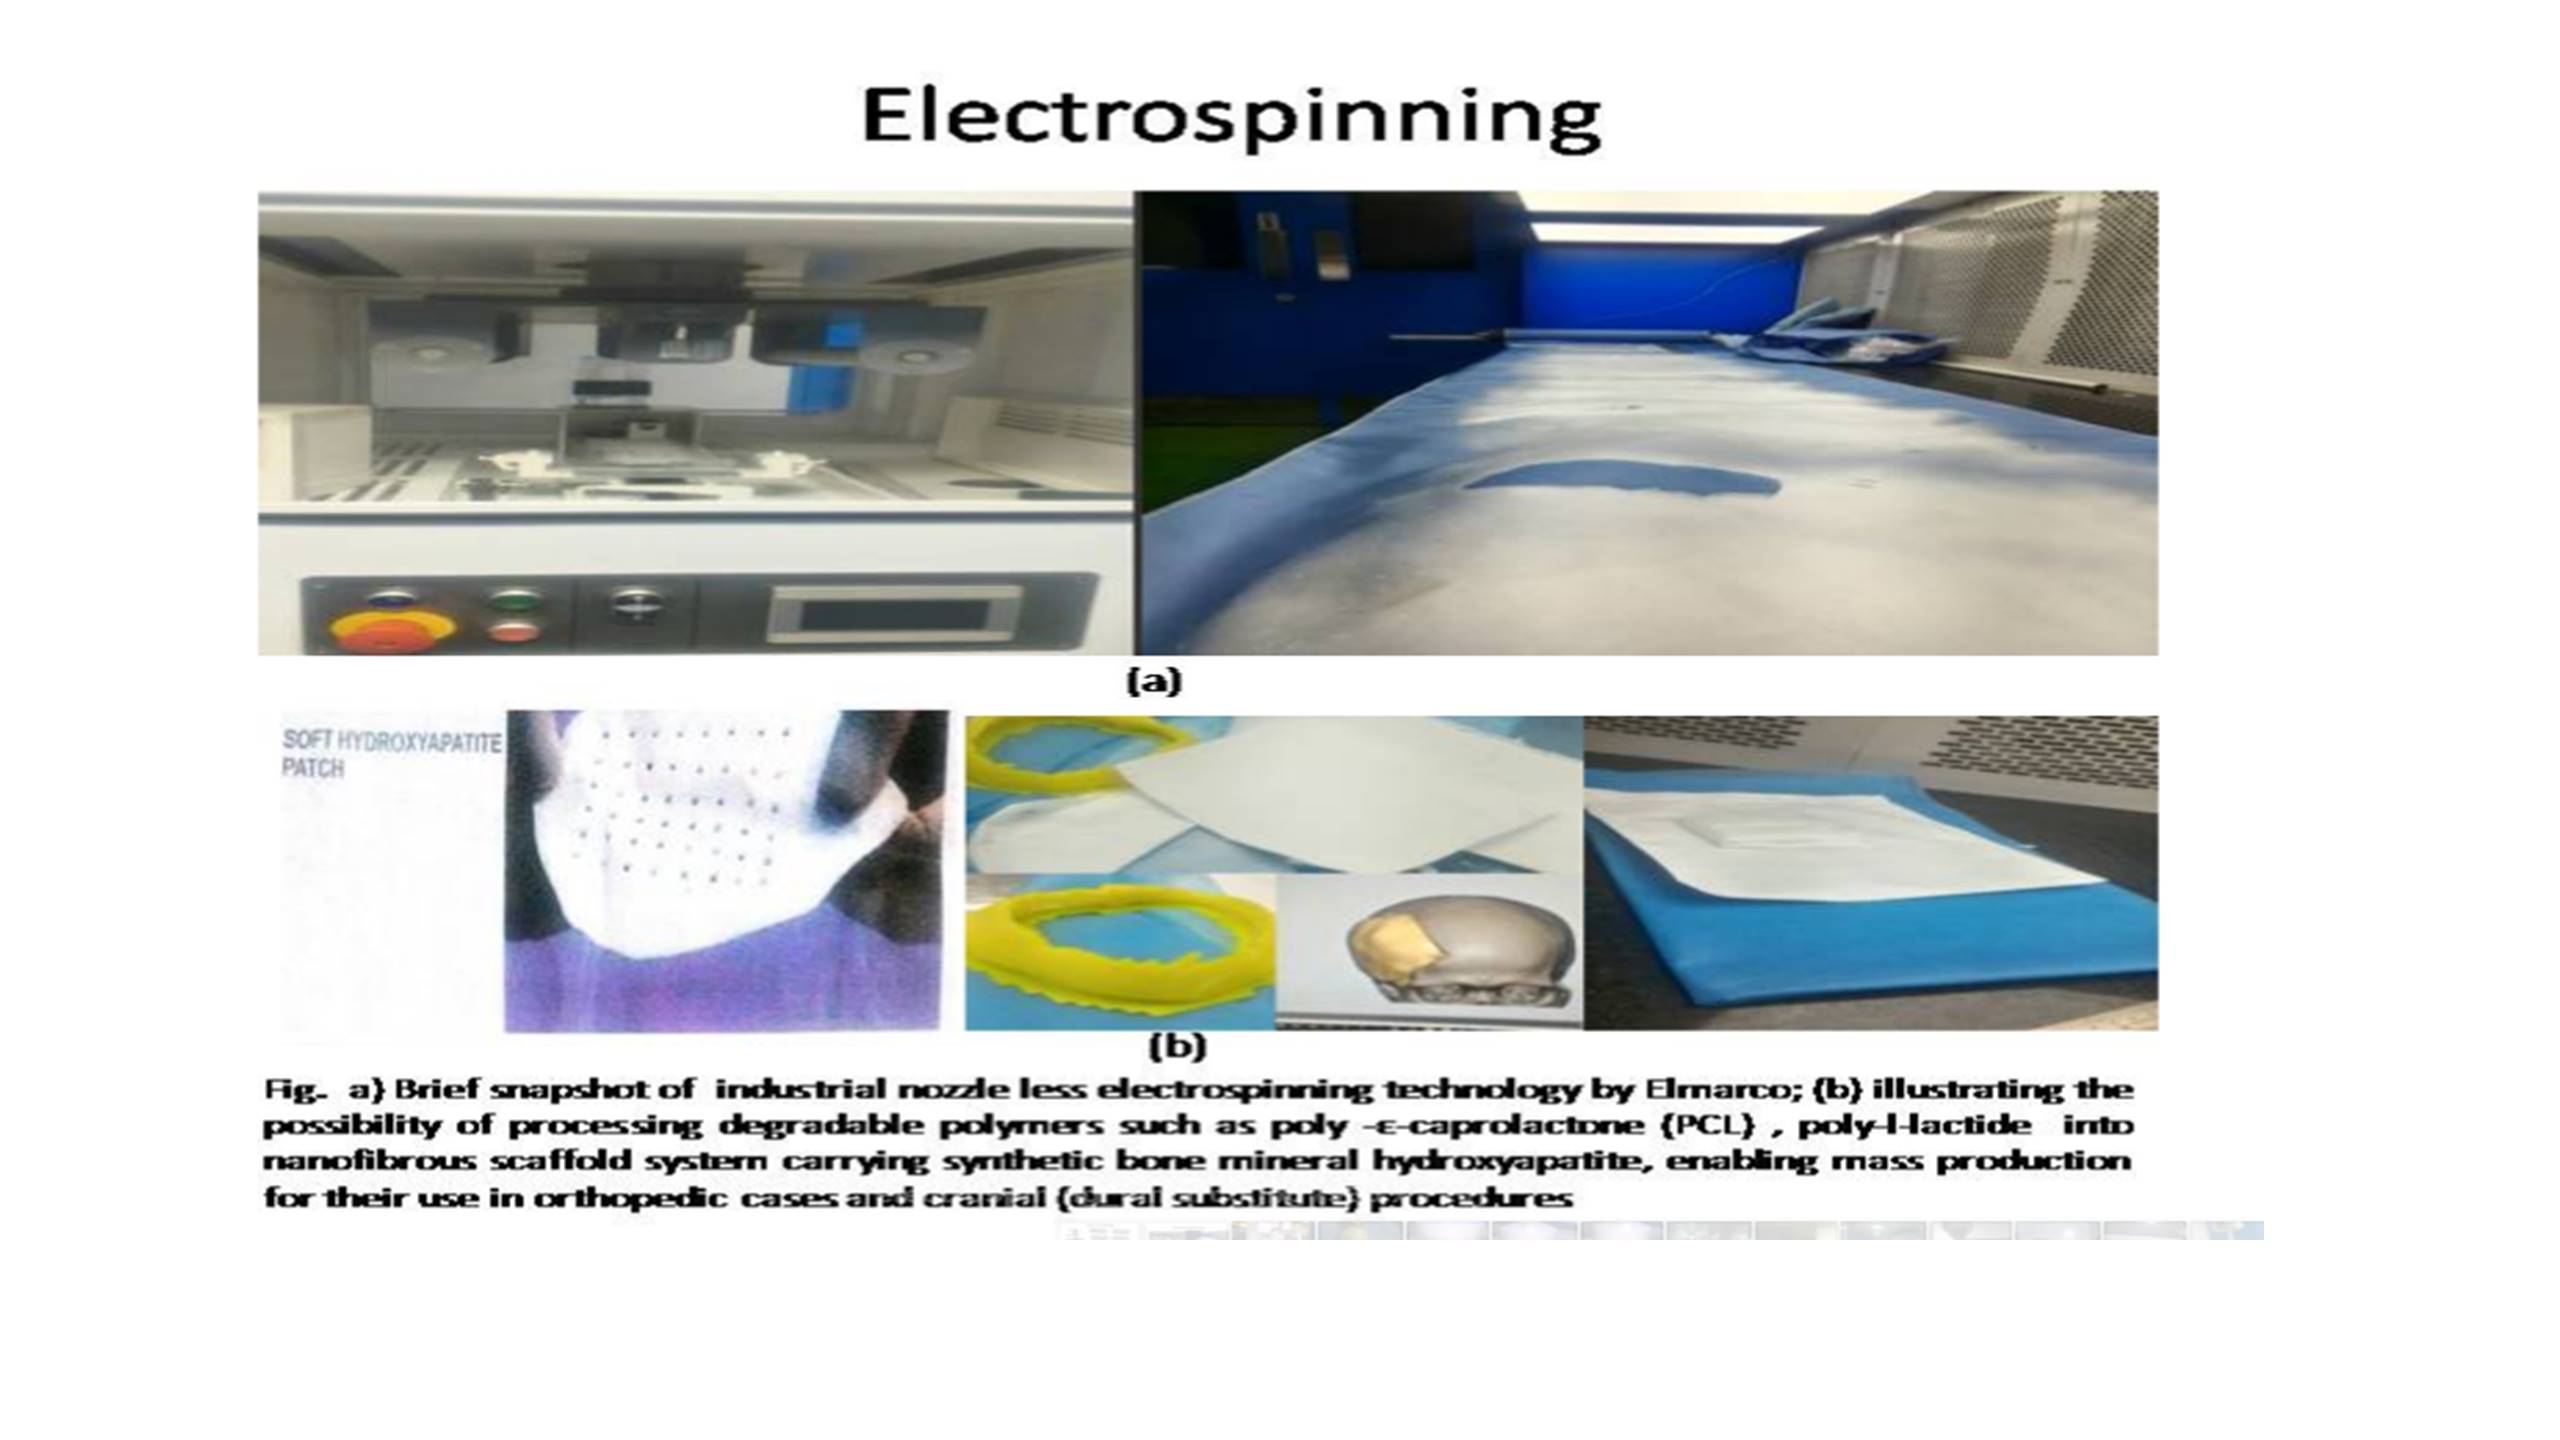 Electrospinning
(a)
SOFT HYDROXYAPATITE
PATCH
(b)
Fig. a) Brief snapshot of industrial nozzle less electrospinning technology by Elmarco; (b) illustrating the
possibility of processing degradable polymers such as poly -ε-caprolactone (PCL) , poly-l-lactide into
nanofibrous scaffold system carrying synthetic bone mineral hydroxyapatite, enabling mass production
for their use in orthopedic cases and cranial (dural substitute) procedures